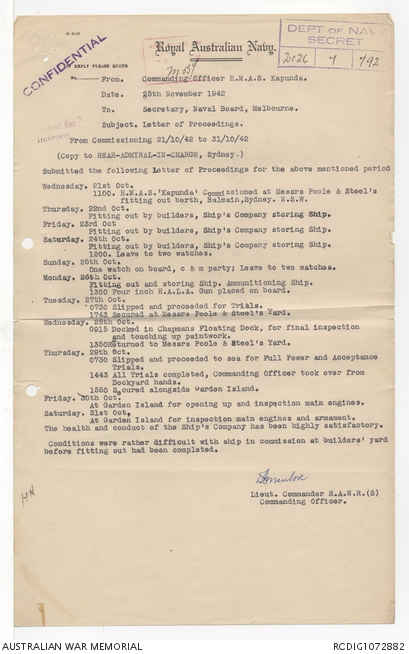 CONFIDENTIAL
IN REPLY PLEASE QUOTE
No.
Royal Australian Navy.
DEPT of NAVY
SECRET
2026 7 792
From. Commanding Officer H.M.A.S. Kapunda.
Date. 25th November 1942
To. Secretary, Naval Board, Melbourne.
Subject. Letter of Proceedings.
From Commissioning 21/10/42 to 31/10/42
(Copy to REAR-ADMIRAL-IN-CHARGE, Sydney.)
Submitted the following Letter of Proceedings for the above mentioned period
Wednesday. 21st Oct.
1100. H.M.A.S.'Kapunda' Commissioned at Messrs Poole & Steel's
fitting out berth, Balmain,Sydney. N.S.W.
Thursday. 22nd Oct.
Fitting out by builders, Ship's Company storing Ship.
Friday. 23rd Oct
Fitting out by builders, Ship's Company storing Ship.
Saturday. 24th Oct.
Fitting out by builders, Ship's Company storing Ship.
1200. Leave to two watches.
Sunday. 25th Oct.
One watch on board, c & m party; Leave to two watches.
Monday. 26th Oct.
Fitting out and storing Ship. Ammunitioning Ship.
1300 Four inch H.A.L.A. Gun placed on board.
Tuesday. 27th Oct.
0730 Slipped and proceeded for Trials.
1743 Secured at Messrs Poole & Steel's Yard.
Wednesday. 28th Oct.
0915 Docked in Chapmans Floating Dock, for final inspection
and touching up paintwork.
1350 Returned to Messrs Poole & Steel's Yard.
Thursday. 29th Oct.
0730 Slipped and proceeded to sea for Full Power and Acceptance
Trials.
1443 All Trials completed, Commanding Officer took over from
Dockyard hands.
1550 Secured alongside Garden Island.
Friday. 30th Oct.
At Garden Island for opening up and inspection main engines.
Saturday. 31st Oct.
At Garden Island for inspection main engines and armament.
The health and conduct of the Ship's Company has been highly satisfactory.
Conditions were rather difficult with ship in commission at builders' yard
before fitting out had been completed.
Lieut. Commander R.A.N.R.(S)
Commanding Officer.
AUSTRALIAN WAR MEMORIAL
RCDIG1072882